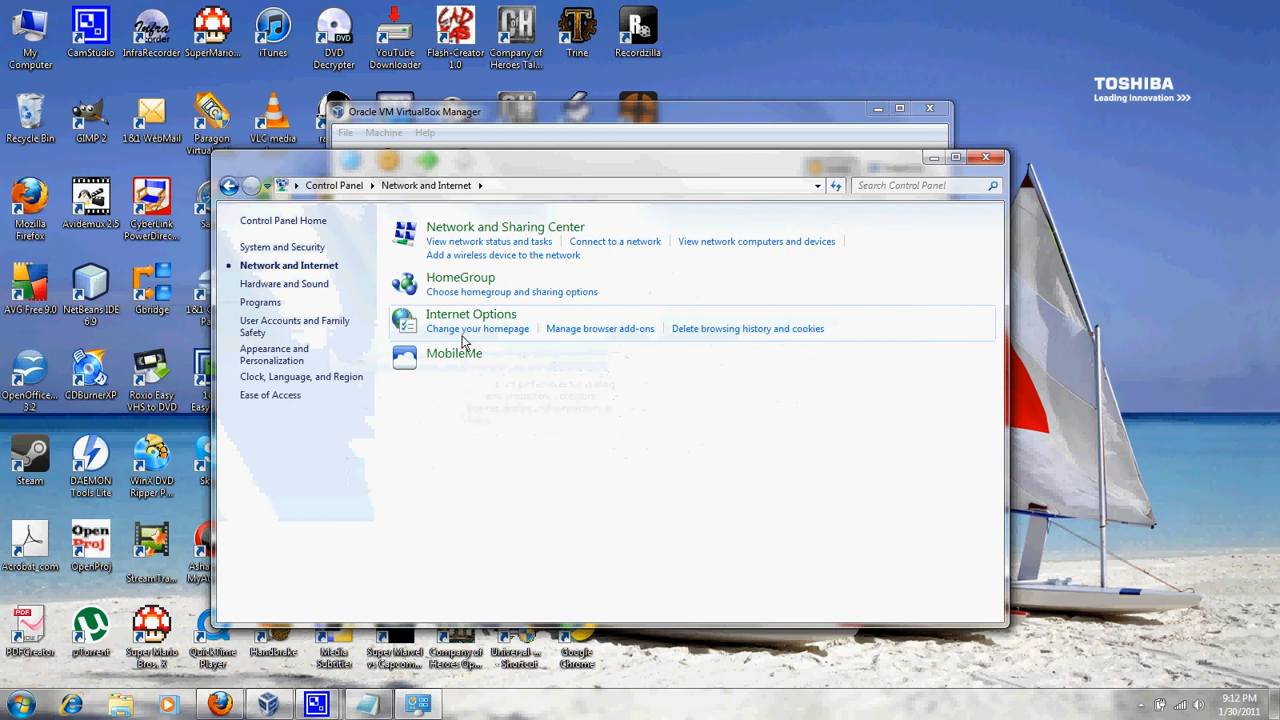 My Computer
CamStudio
InfraRecorder
SuperMario...
iTunes
DVD Decrypter
YouTube Downloader
Flash-Creator 1.0
Company of Heroes Tal...
Trine
Recordzilla
TOSHIBA
Leading Innovation >>>
Oracle VM VirtualBox Manager
File Machine Help
Recycle Bin
GIMP 2
1&1 WebMail
Paragon
VLC media
Control Panel
Network and Internet
Search Control Panel
Control Panel Home
System and Security
Network and Internet
Hardware and Sound
Programs
User Accounts and Family Safety
Appearance and Personalization
Clock, Language, and Region
Ease of Access
Network and Sharing Center
View network status and tasks
Connect to a network
View network computers and devices
Add a wireless device to the network
HomeGroup
Choose homegroup and sharing options
Internet Options
Change your homepage
Manage browser add-ons
Delete browsing history and cookies
MobileMe
Mozilla Firefox
Avidemux 2.5
CyberLink PowerDirec...
AVG Free 9.0
NetBeans IDE 6.9
Gbridge
OpenOffice... 3.2
CDBurnerXP
Roxio Easy VHS to DVD
Steam
DAEMON Tools Lite
WinX DVD Ripper P...
Acrobat_com
OpenProj
StreamTra...
PDFCreator
µTorrent
Super Mario Bros. X
QuickTime Player
Handbrake
Media Subtitler
Super Marvel vs Capcom...
Company of Heroes Op...
Universal -... - Shortcut
Google Chrome
9:12 PM
1/30/2011